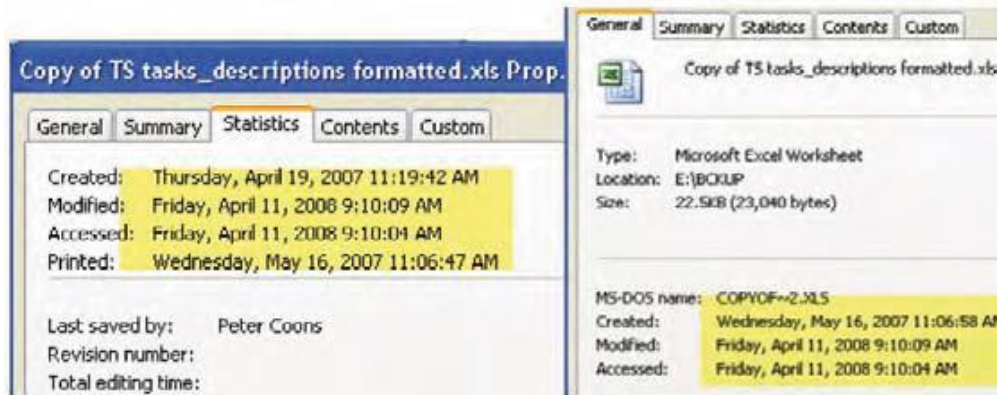 Copy of TS tasks_descriptions formatted.xls Prop.
General Summary Statistics Contents Custom
Created: Thursday, April 19, 2007 11:19:42 AM
Modified: Friday, April 11, 2008 9:10:09 AM
Accessed: Friday, April 11, 2008 9:10:04 AM
Printed: Wednesday, May 16, 2007 11:06:47 AM
Last saved by: Peter Coons
Revision number:
Total editing time:
General Summary Statistics Contents Custom
Copy of TS tasks_descriptions formatted.xls
Type: Microsoft Excel Worksheet
Location: E:\BCKUP
Size: 22.5KB (23,040 bytes)
MS-DOS name: COPYOF~2.XLS
Created: Wednesday, May 16, 2007 11:06:58 AM
Modified: Friday, April 11, 2008 9:10:09 AM
Accessed: Friday, April 11, 2008 9:10:04 AM